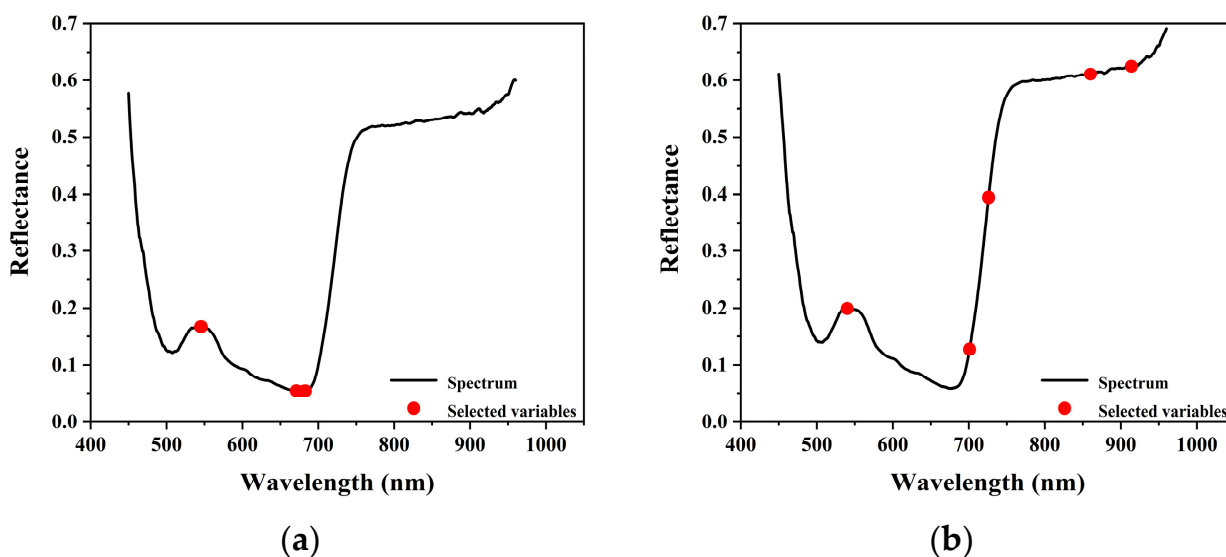 0.7
0.6
0.5
0.4
0.3
0.2
0.1
0.0
Reflectance
Spectrum
Selected variables
400 500 600 700 800 900 1000
Wavelength (nm)
(a)
0.7
0.6
0.5
0.4
0.3
0.2
0.1
0.0
Reflectance
Spectrum
Selected variables
400 500 600 700 800 900 1000
Wavelength (nm)
(b)